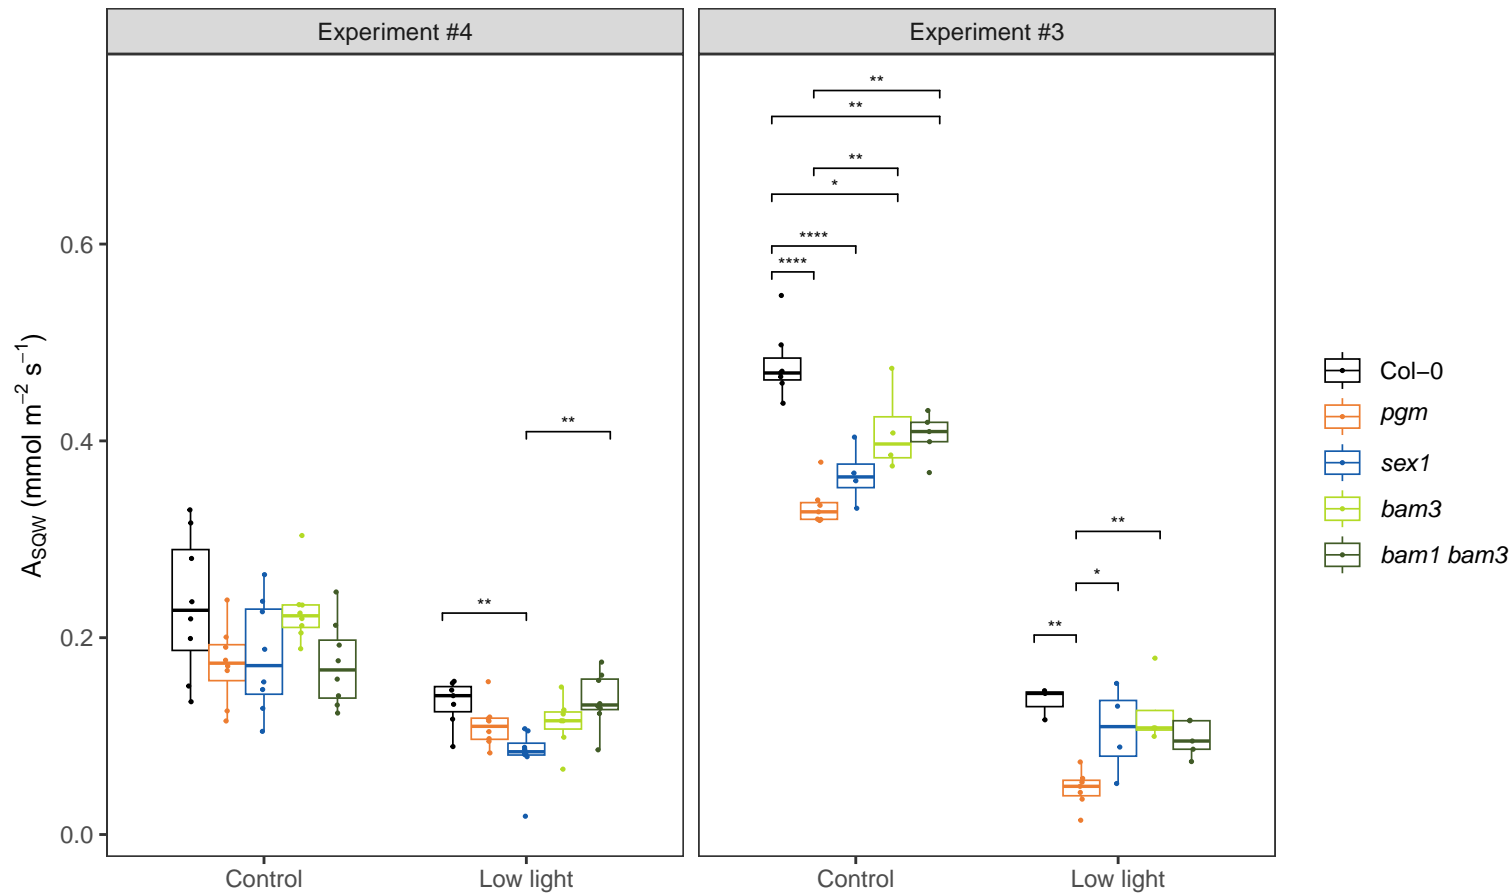 Experiment #4
Experiment #3
**
**
**
*
****
****
**
**
**
*
**
0.6
0.4
0.2
0.0
A_SQW (mmol m⁻² s⁻¹)
Control
Low light
Control
Low light
Col−0
pgm
sex1
bam3
bam1 bam3